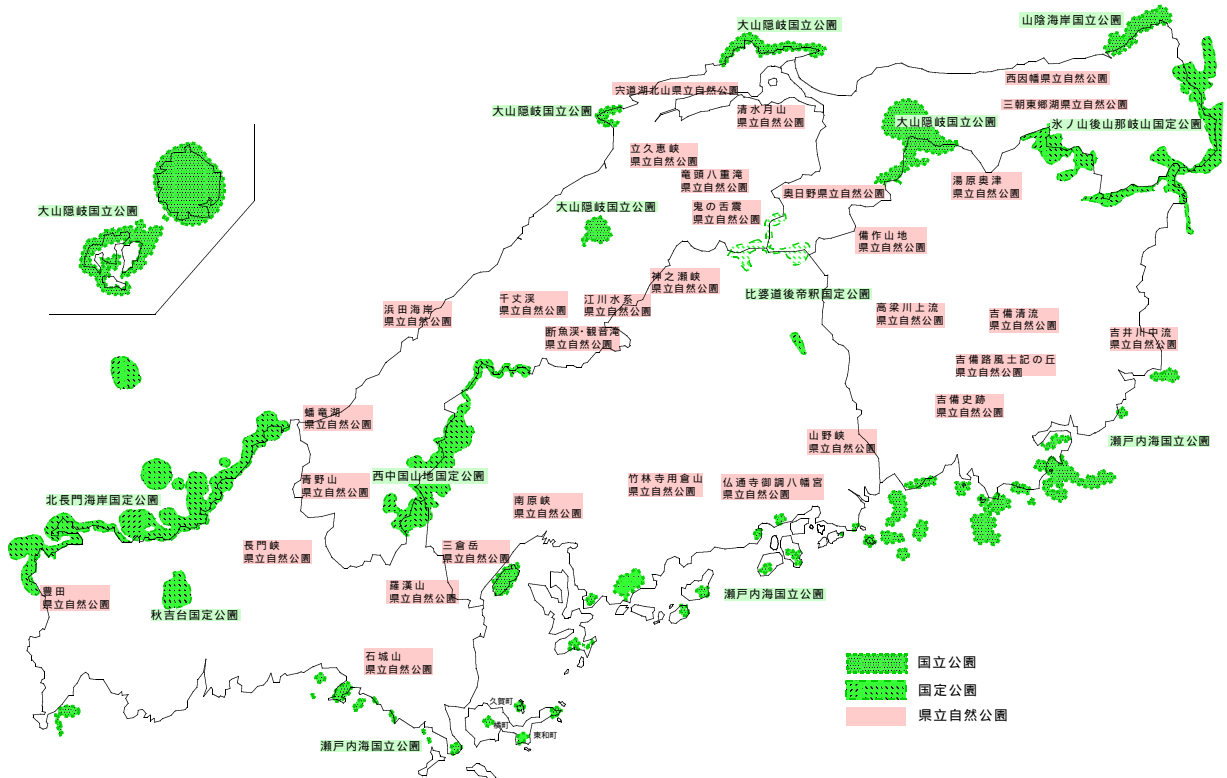 大山隠岐国立公園
山陰海岸国立公園
西因幡県立自然公園
宍道湖北山県立自然公園
三朝東郷湖県立自然公園
大山隠岐国立公園
清水月山
県立自然公園
大山隠岐国立公園
氷ノ山後山那岐山国定公園
立久恵峡
県立自然公園
竜頭八重滝
県立自然公園
奥日野県立自然公園
湯原奥津
県立自然公園
大山隠岐国立公園
大山隠岐国立公園
鬼の舌震
県立自然公園
備作山地
県立自然公園
神之瀬峡
県立自然公園
比婆道後帝釈国定公園
千丈渓
県立自然公園
江川水系
県立自然公園
浜田海岸
県立自然公園
高梁川上流
県立自然公園
吉備清流
県立自然公園
断魚渓・観音滝
県立自然公園
吉井川中流
県立自然公園
吉備路風土記の丘
県立自然公園
吉備史跡
県立自然公園
蟠竜湖
県立自然公園
山野峡
県立自然公園
瀬戸内海国立公園
西中国山地国定公園
青野山
県立自然公園
竹林寺用倉山
県立自然公園
仏通寺御調八幡宮
県立自然公園
北長門海岸国定公園
南原峡
県立自然公園
長門峡
県立自然公園
三倉岳
県立自然公園
羅漢山
県立自然公園
豊田
県立自然公園
瀬戸内海国立公園
秋吉台国定公園
石城山
県立自然公園
国立公園
国定公園
県立自然公園
久賀町
橘町
東和町
瀬戸内海国立公園